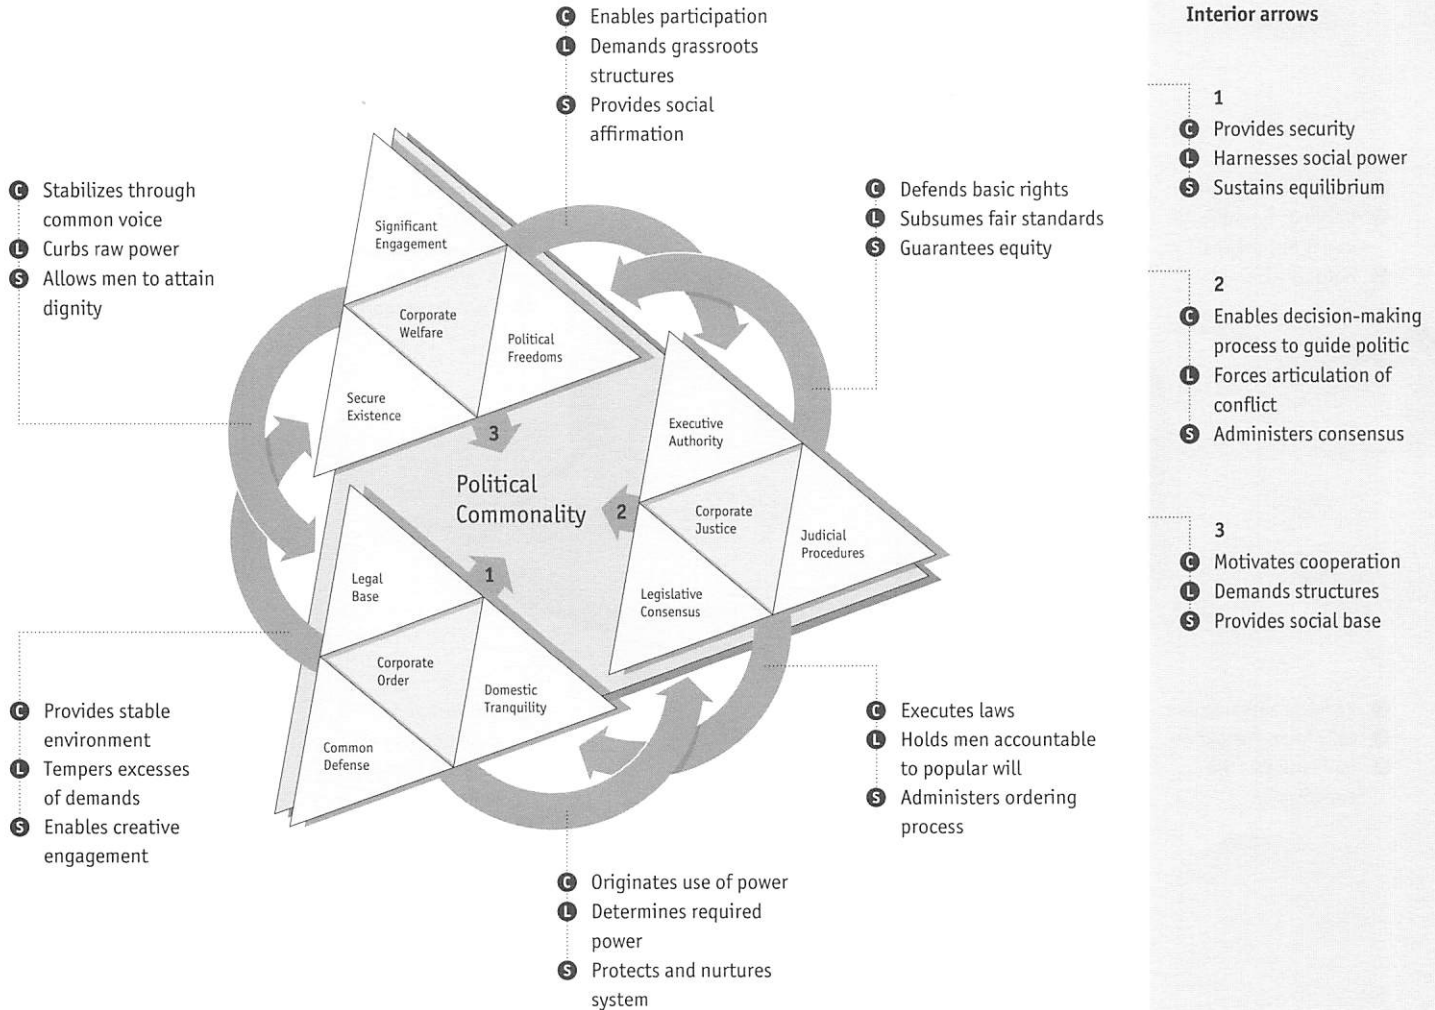 C Enables participation
L Demands grassroots
structures
S Provides social
affirmation
C Stabilizes through
common voice
L Curbs raw power
S Allows men to attain
dignity
C Defends basic rights
L Subsumes fair standards
S Guarantees equity
Significant
Engagement
Corporate
Welfare
Political
Freedoms
Secure
Existence
3
Executive
Authority
Political
Commonality
2
Corporate
Justice
Judicial
Procedures
Legislative
Consensus
1
Legal
Base
Corporate
Order
Domestic
Tranquility
Common
Defense
C Provides stable
environment
L Tempers excesses
of demands
S Enables creative
engagement
C Executes laws
L Holds men accountable
to popular will
S Administers ordering
process
C Originates use of power
L Determines required
power
S Protects and nurtures
system
Interior arrows
1
C Provides security
L Harnesses social power
S Sustains equilibrium
2
C Enables decision-making
process to guide politic
L Forces articulation of
conflict
S Administers consensus
3
C Motivates cooperation
L Demands structures
S Provides social base